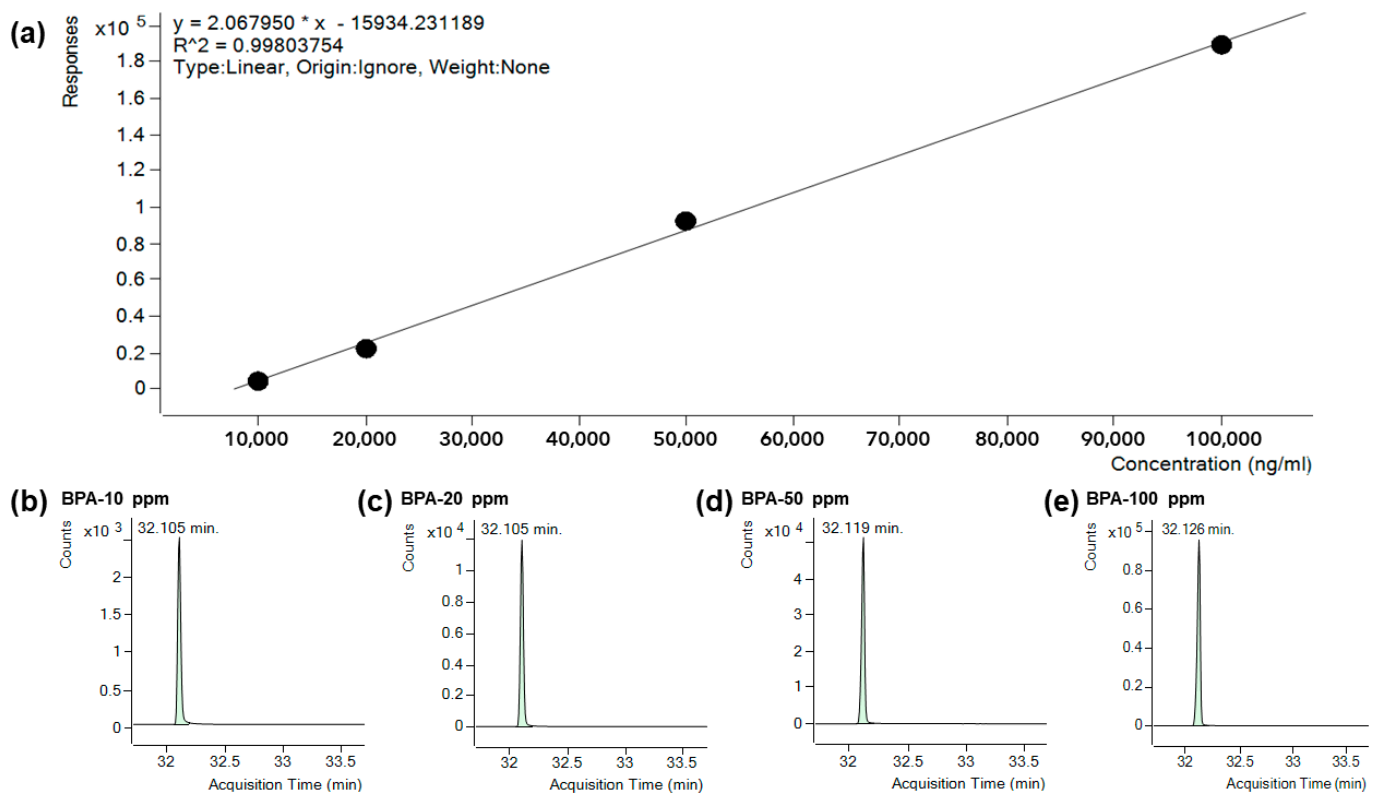 (a)
Responses
x10 5
y = 2.067950 * x - 15934.231189
R^2 = 0.99803754
Type:Linear, Origin:Ignore, Weight:None
1.8
1.6
1.4
1.2
1
0.8
0.6
0.4
0.2
0
10,000 20,000 30,000 40,000 50,000 60,000 70,000 80,000 90,000 100,000
Concentration (ng/ml)
(b) BPA-10 ppm
Counts
x10 3
32.105 min.
2
1.5
1
0.5
0
32 32.5 33 33.5
Acquisition Time (min)
(c) BPA-20 ppm
Counts
x10 4
32.105 min.
1
0.8
0.6
0.4
0.2
0
32 32.5 33 33.5
Acquisition Time (min)
(d) BPA-50 ppm
Counts
x10 4
32.119 min.
4
3
2
1
0
32 32.5 33 33.5
Acquisition Time (min)
(e) BPA-100 ppm
Counts
x10 5
32.126 min.
0.8
0.6
0.4
0.2
0
32 32.5 33 33.5
Acquisition Time (min)